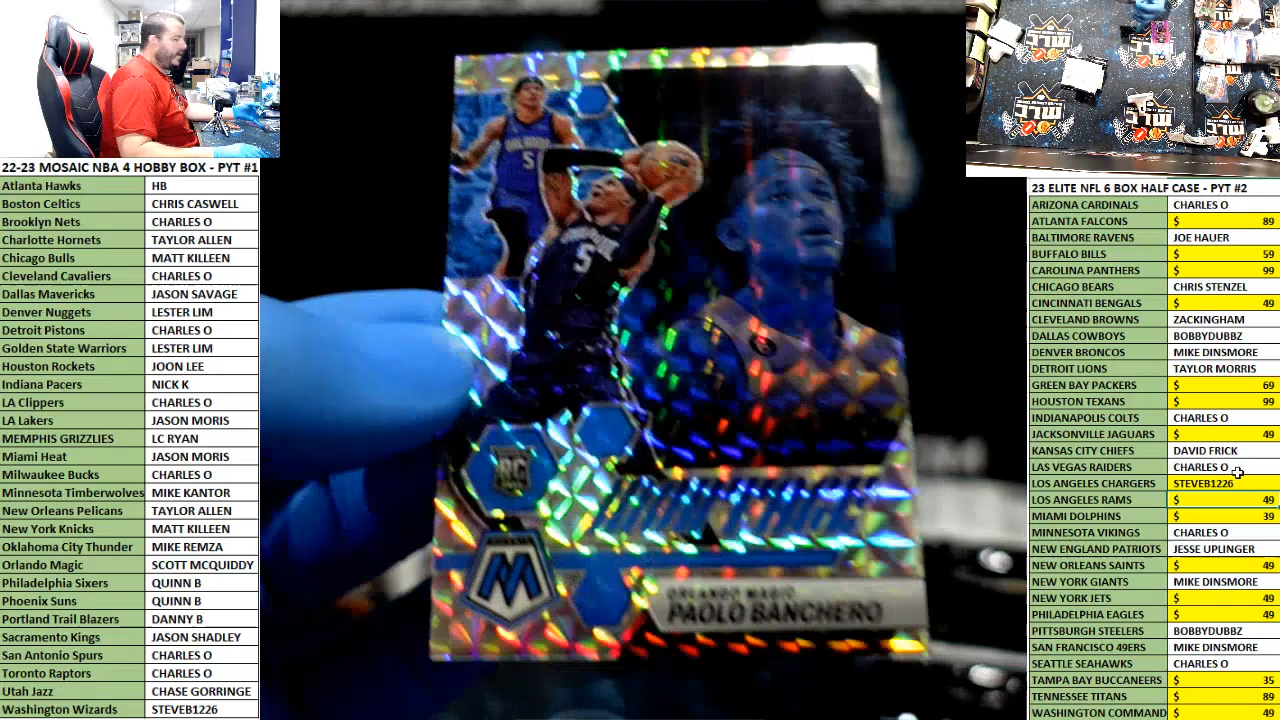 22-23 MOSAIC NBA 4 HOBBY BOX - PYT #1
Atlanta Hawks HB
Boston Celtics CHRIS CASWELL
Brooklyn Nets CHARLES O
Charlotte Hornets TAYLOR ALLEN
Chicago Bulls MATT KILLEEN
Cleveland Cavaliers CHARLES O
Dallas Mavericks JASON SAVAGE
Denver Nuggets LESTER LIM
Detroit Pistons CHARLES O
Golden State Warriors LESTER LIM
Houston Rockets JOON LEE
Indiana Pacers NICK K
LA Clippers CHARLES O
LA Lakers JASON MORIS
MEMPHIS GRIZZLIES LC RYAN
Miami Heat JASON MORIS
Milwaukee Bucks CHARLES O
Minnesota Timberwolves MIKE KANTOR
New Orleans Pelicans TAYLOR ALLEN
New York Knicks MATT KILLEEN
Oklahoma City Thunder MIKE REMZA
Orlando Magic SCOTT MCQUIDDY
Philadelphia Sixers QUINN B
Phoenix Suns QUINN B
Portland Trail Blazers DANNY B
Sacramento Kings JASON SHADLEY
San Antonio Spurs CHARLES O
Toronto Raptors CHARLES O
Utah Jazz CHASE GORRINGE
Washington Wizards STEVEB1226
5
5
RC
M
ORLANDO MAGIC
PAOLO BANCHERO
23 ELITE NFL 6 BOX HALF CASE - PYT #2
ARIZONA CARDINALS CHARLES O
ATLANTA FALCONS $ 89
BALTIMORE RAVENS JOE HAUER
BUFFALO BILLS $ 59
CAROLINA PANTHERS $ 99
CHICAGO BEARS CHRIS STENZEL
CINCINNATI BENGALS $ 49
CLEVELAND BROWNS ZACKINGHAM
DALLAS COWBOYS BOBBYDUBBZ
DENVER BRONCOS MIKE DINSMORE
DETROIT LIONS TAYLOR MORRIS
GREEN BAY PACKERS $ 69
HOUSTON TEXANS $ 99
INDIANAPOLIS COLTS CHARLES O
JACKSONVILLE JAGUARS $ 49
KANSAS CITY CHIEFS DAVID FRICK
LAS VEGAS RAIDERS CHARLES O
LOS ANGELES CHARGERS STEVEB1226
LOS ANGELES RAMS $ 49
MIAMI DOLPHINS $ 39
MINNESOTA VIKINGS CHARLES O
NEW ENGLAND PATRIOTS JESSE UPLINGER
NEW ORLEANS SAINTS $ 49
NEW YORK GIANTS MIKE DINSMORE
NEW YORK JETS $ 49
PHILADELPHIA EAGLES $ 49
PITTSBURGH STEELERS BOBBYDUBBZ
SAN FRANCISCO 49ERS MIKE DINSMORE
SEATTLE SEAHAWKS CHARLES O
TAMPA BAY BUCCANEERS $ 35
TENNESSEE TITANS $ 89
WASHINGTON COMMAND $ 49